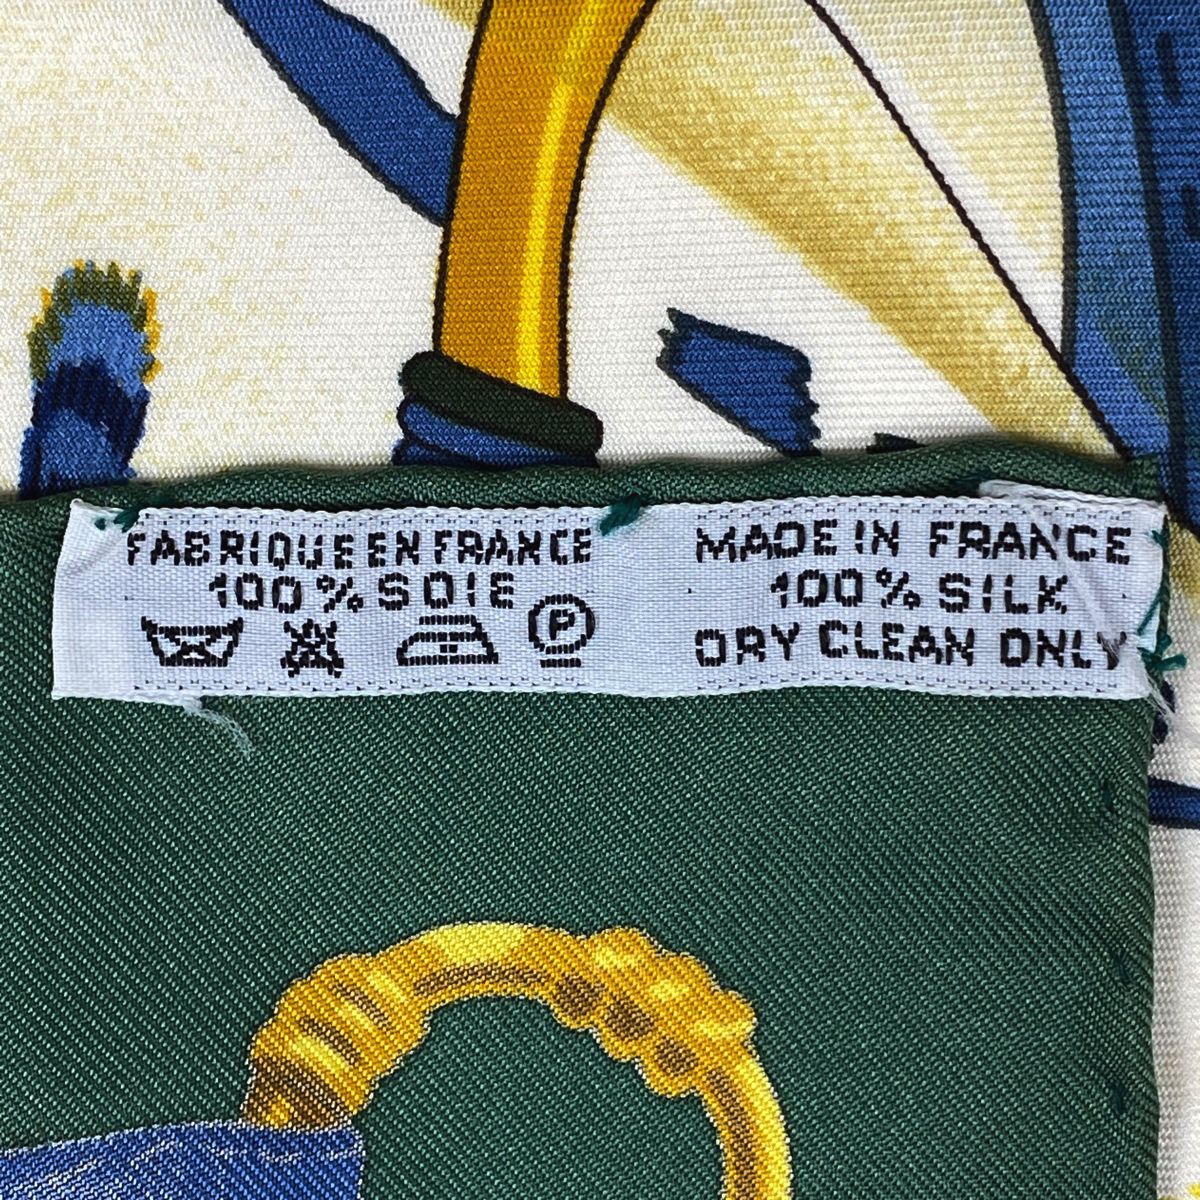 FABRIQUE EN FRANCE
100% SOIE
P
MADE IN FRANCE
100% SILK
DRY CLEAN ONLY